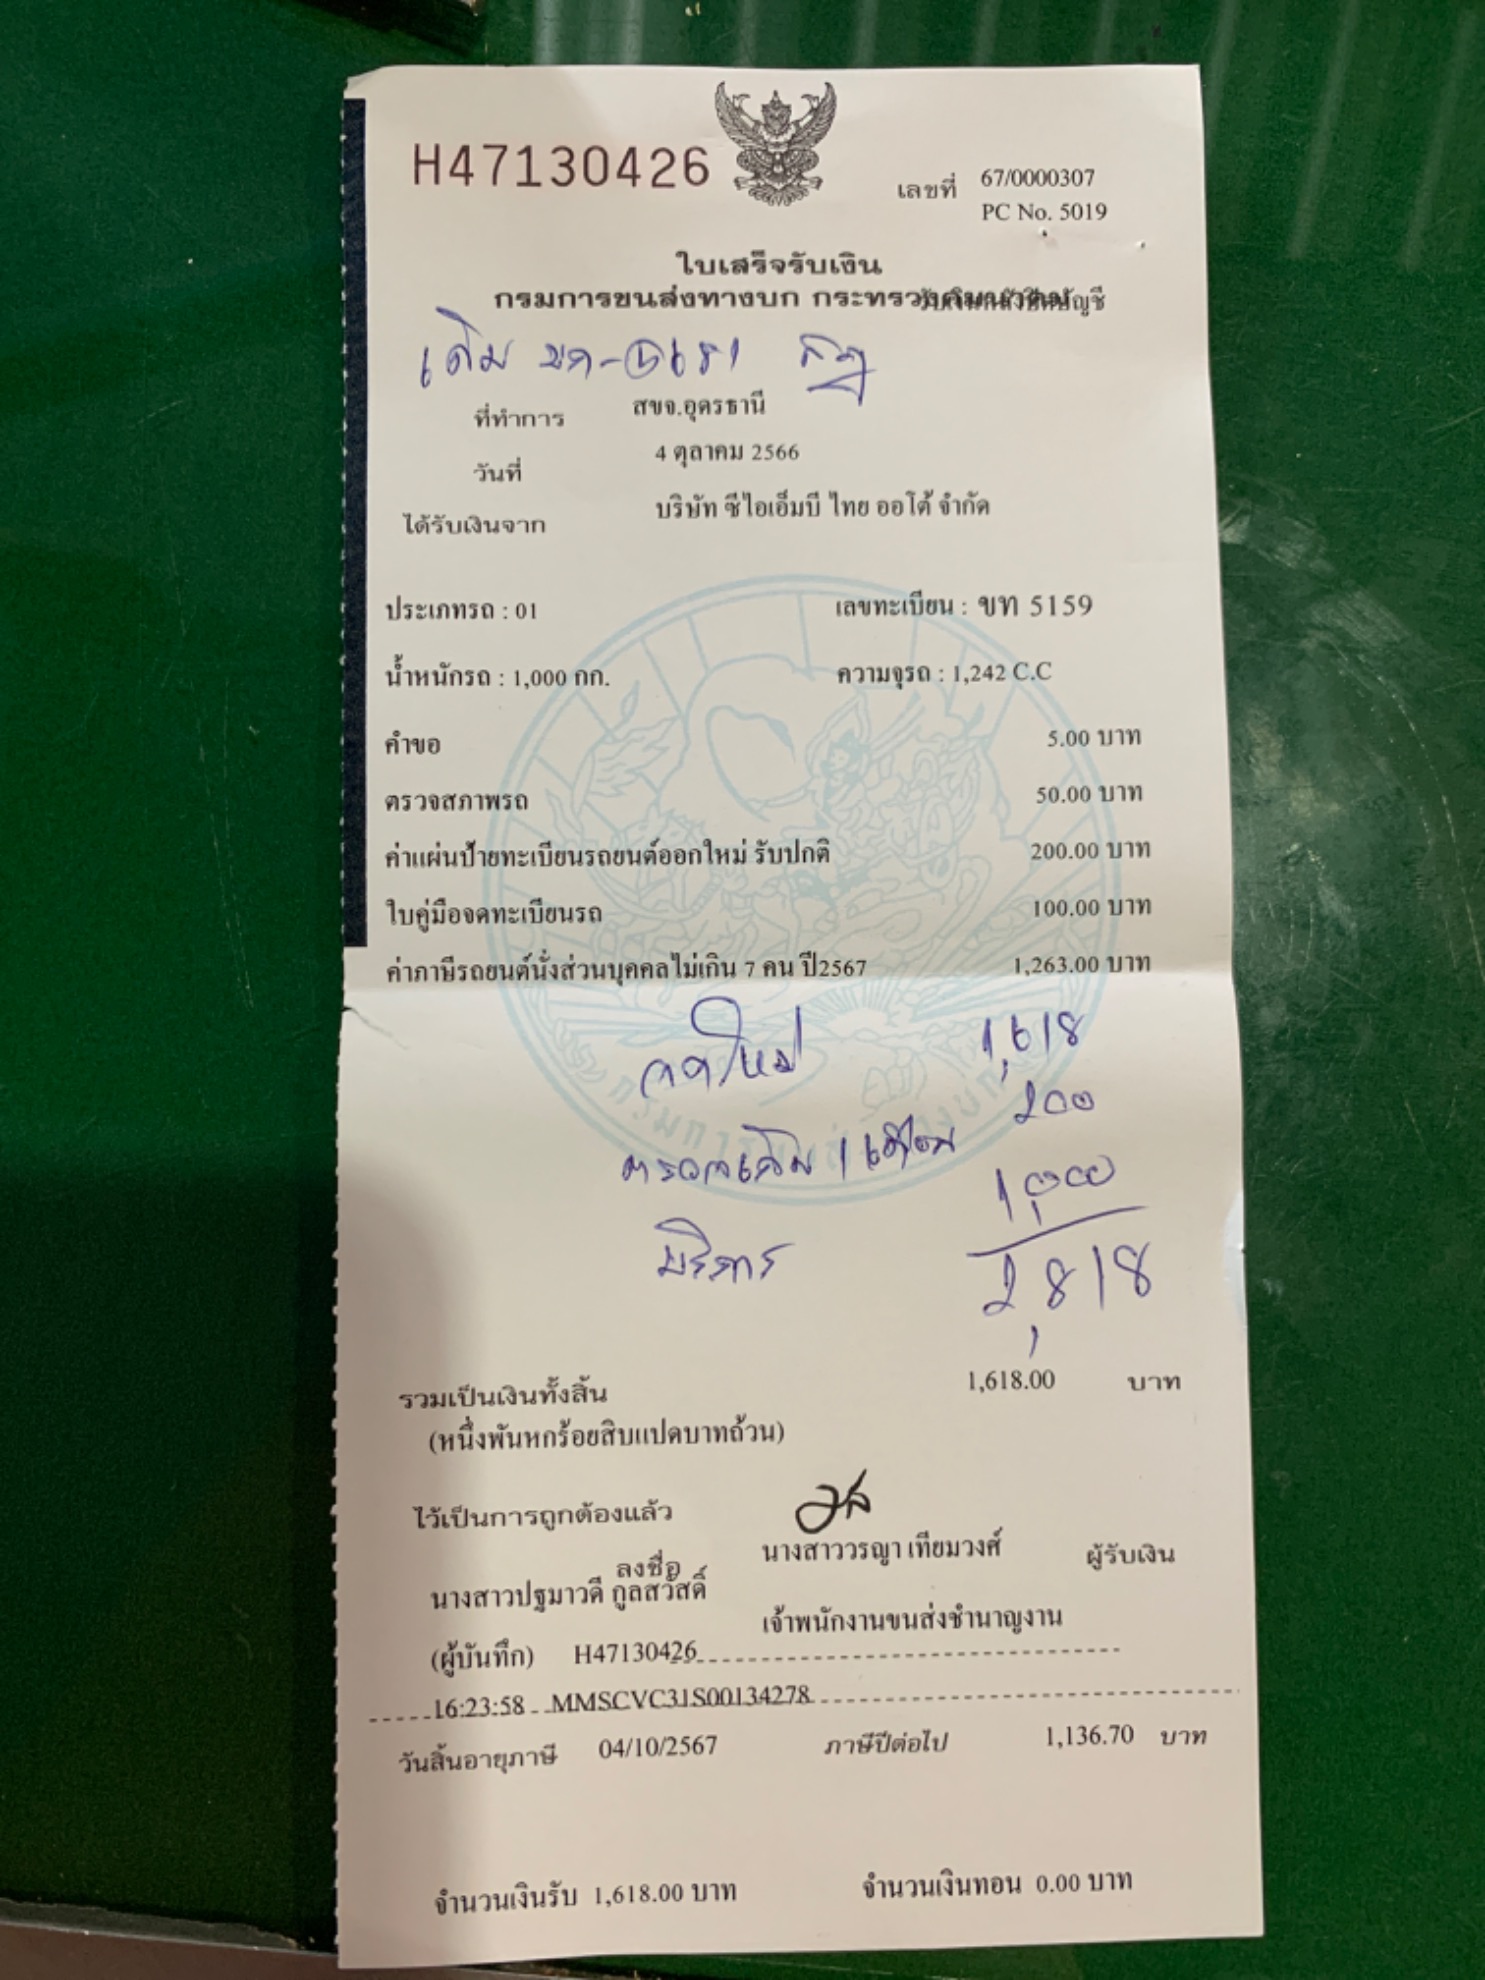 H47130426
เลขที่ 67/0000307
PC No. 5019
ใบเสร็จรับเงิน
กรมการขนส่งทางบก กระทรวงคมนาคม
เดิม
ที่ทำการ สขจ.อุดรธานี
วันที่ 4 ตุลาคม 2566
ได้รับเงินจาก บริษัท ซีไอเอ็มบี ไทย ออโต้ จำกัด
ประเภทรถ : 01 เลขทะเบียน : ขท 5159
น้ำหนักรถ : 1,000 กก. ความจุรถ : 1,242 C.C
คำขอ 5.00 บาท
ตรวจสภาพรถ 50.00 บาท
ค่าแผ่นป้ายทะเบียนรถยนต์ออกใหม่ รับปกติ 200.00 บาท
ใบคู่มือจดทะเบียนรถ 100.00 บาท
ค่าภาษีรถยนต์นั่งส่วนบุคคลไม่เกิน 7 คน ปี2567 1,263.00 บาท
จดใหม่ 1,618
200
ตรวจเดิม 1 เดือน
1,000
บริการ
2,818
รวมเป็นเงินทั้งสิ้น 1,618.00 บาท
(หนึ่งพันหกร้อยสิบแปดบาทถ้วน)
ไว้เป็นการถูกต้องแล้ว
ลงชื่อ นางสาววรญา เทียมวงศ์ ผู้รับเงิน
นางสาวปฐมาวดี กูลสวัสดิ์
เจ้าพนักงานขนส่งชำนาญงาน
(ผู้บันทึก) H47130426
16:23:58 MMSCVC31S00134278
วันสิ้นอายุภาษี 04/10/2567 ภาษีปีต่อไป 1,136.70 บาท
จำนวนเงินรับ 1,618.00 บาท จำนวนเงินทอน 0.00 บาท